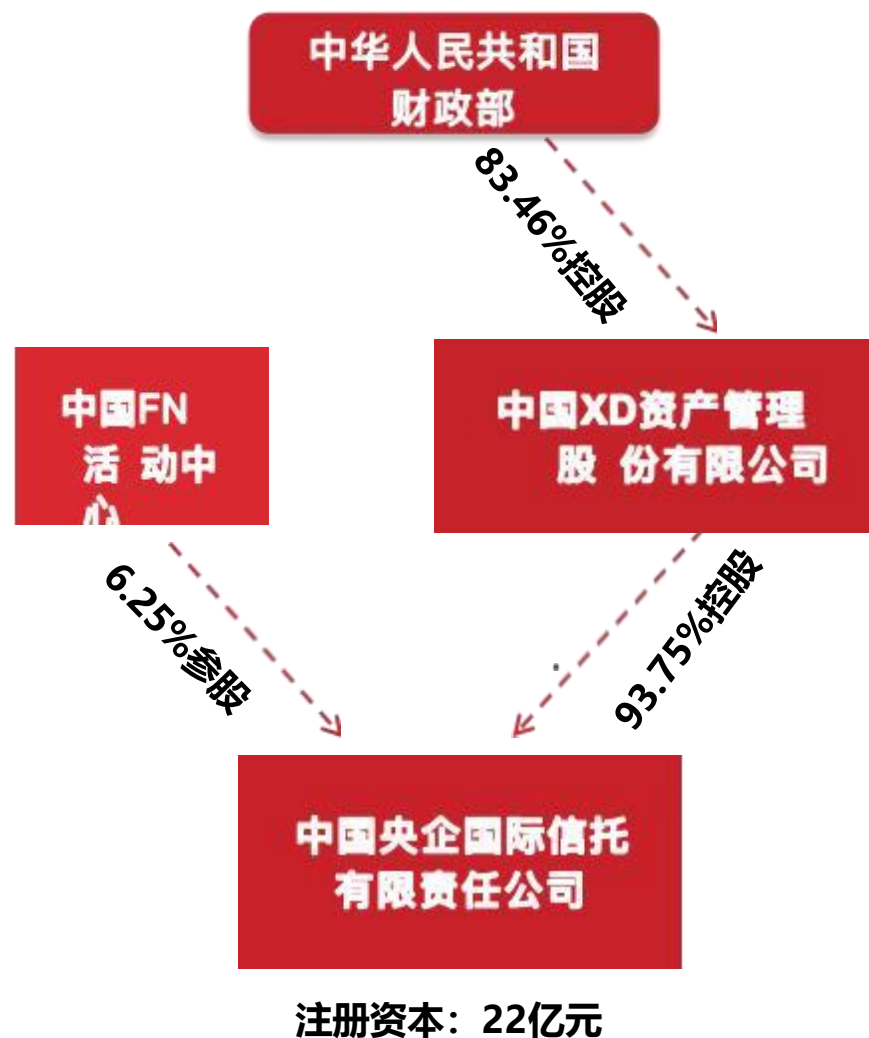 中华人民共和国
财政部
83.46%控股
中国FN
活 动中
心
中国XD资产管理
股 份有限公司
6.25%参股
93.75%控股
中国央企国际信托
有限责任公司
注册资本：22亿元